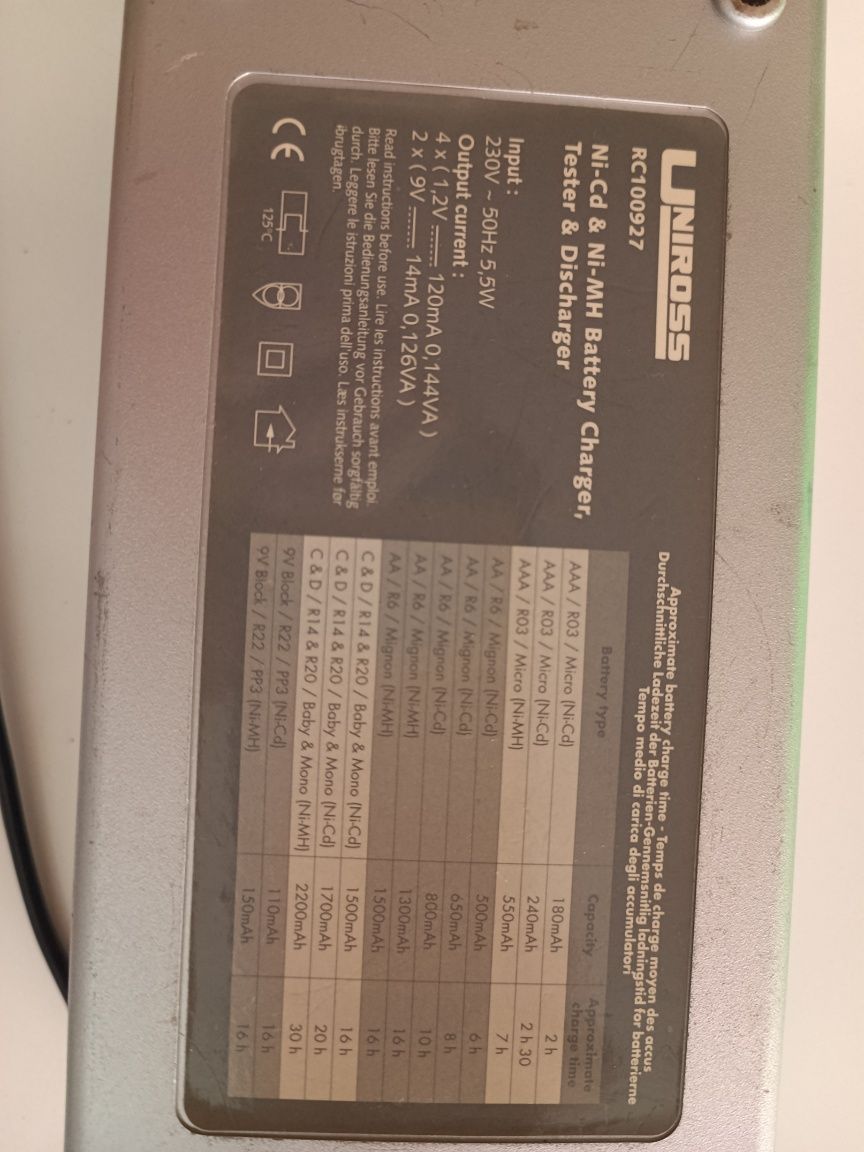 UNIROSS
RC100927
Ni-Cd & Ni-MH Battery Charger,
Tester & Discharger
Input :
230V ~ 50Hz 5,5W
Output current :
4 x ( 1,2V 120mA 0,144VA )
2 x ( 9V 14mA 0,126VA )
Read instructions before use. Lire les instructions avant emploi.
Bitte lesen Sie die Bedienungsanleitung vor Gebrauch sorgfältig
durch. Leggere le istruzioni prima dell'uso. Læs instrukserne før
ibrugtagen.
CE
125°C
Approximate battery charge time - Temps de charge moyen des accus
Durchschnittliche Ladezeit der Batterien-Gennemsnitlig ladningstid for batterierne
Tempo medio di carica degli accumulatori
Battery type Capacity Approximate charge time
AAA / R03 / Micro (Ni-Cd) 180mAh 2 h
AAA / R03 / Micro (Ni-Cd) 240mAh 2 h 30
AAA / R03 / Micro (Ni-MH) 550mAh 7 h
AA / R6 / Mignon (Ni-Cd) 500mAh 6 h
AA / R6 / Mignon (Ni-Cd) 650mAh 8 h
AA / R6 / Mignon (Ni-Cd) 800mAh 10 h
AA / R6 / Mignon (Ni-MH) 1300mAh 16 h
AA / R6 / Mignon (Ni-MH) 1500mAh 16 h
C & D / R14 & R20 / Baby & Mono (Ni-Cd) 1500mAh 16 h
C & D / R14 & R20 / Baby & Mono (Ni-Cd) 1700mAh 20 h
C & D / R14 & R20 / Baby & Mono (Ni-MH) 2200mAh 30 h
9V Block / R22 / PP3 (Ni-Cd) 110mAh 16 h
9V Block / R22 / PP3 (Ni-MH) 150mAh 16 h